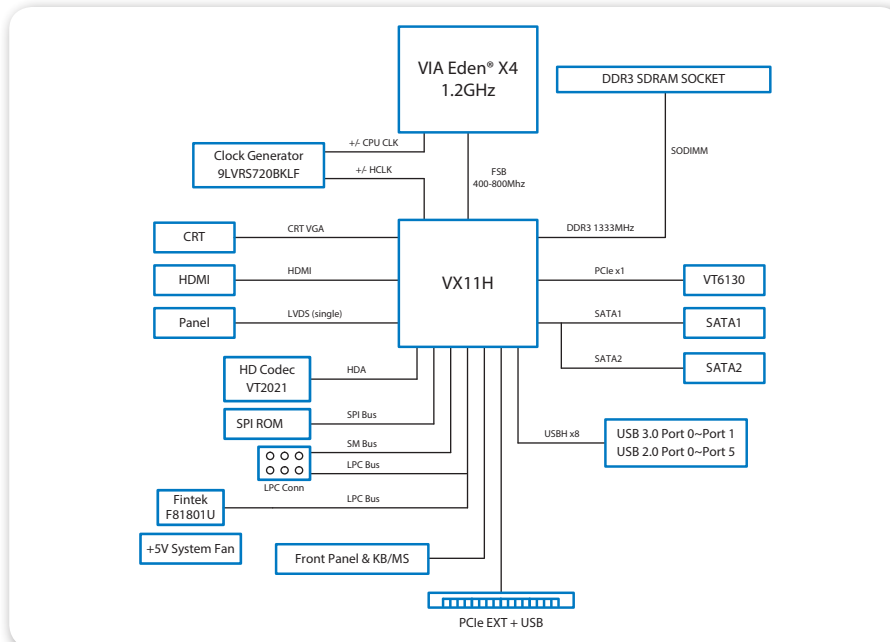 VIA Eden® X4
1.2GHz
DDR3 SDRAM SOCKET
+/- CPU CLK
Clock Generator
9LVRS720BKLF
+/- HCLK
SODIMM
FSB
400-800Mhz
CRT
CRT VGA
DDR3 1333MHz
HDMI
HDMI
VX11H
PCIe x1
VT6130
Panel
LVDS (single)
SATA1
SATA1
SATA2
SATA2
HD Codec
VT2021
HDA
SPI ROM
SPI Bus
USBH x8
USB 3.0 Port 0~Port 1
USB 2.0 Port 0~Port 5
SM Bus
LPC Bus
LPC Conn
Fintek
F81801U
LPC Bus
+5V System Fan
Front Panel & KB/MS
PCIe EXT + USB